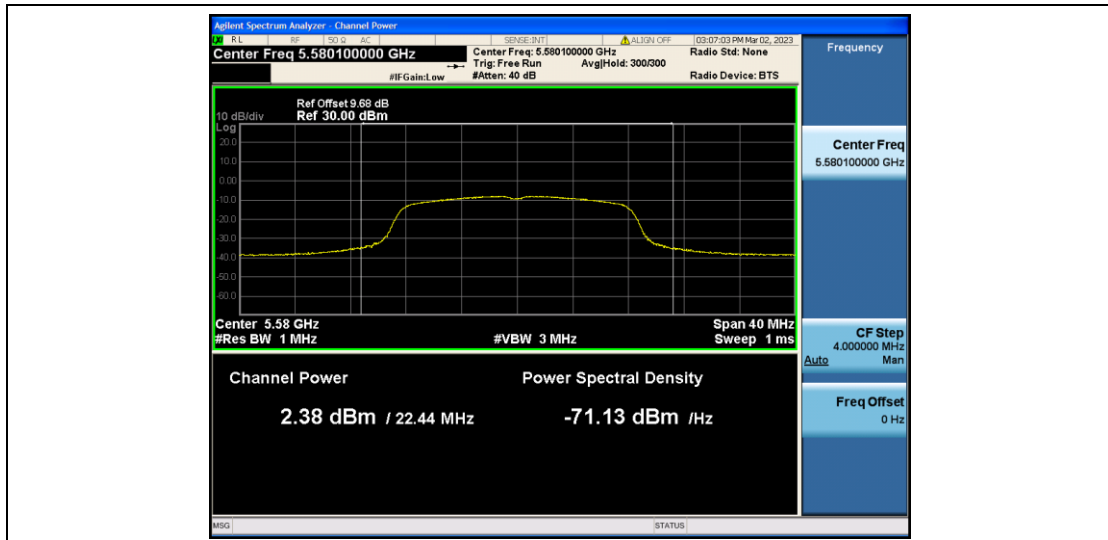 Agilent Spectrum Analyzer - Channel Power
RL RF 50 Ω AC SENSE:INT ALIGN OFF 03:07:03 PM Mar 02, 2023
Center Freq 5.580100000 GHz
Center Freq: 5.580100000 GHz
Radio Std: None
Trig: Free Run Avg|Hold: 300/300
#IFGain:Low #Atten: 40 dB Radio Device: BTS
Ref Offset 9.68 dB
10 dB/div Ref 30.00 dBm
Log
20.0
10.0
0.00
-10.0
-20.0
-30.0
-40.0
-50.0
-60.0
Center 5.58 GHz Span 40 MHz
#Res BW 1 MHz #VBW 3 MHz Sweep 1 ms
Channel Power Power Spectral Density
2.38 dBm / 22.44 MHz -71.13 dBm /Hz
MSG STATUS
Frequency
Center Freq
5.580100000 GHz
CF Step
4.000000 MHz
Auto Man
Freq Offset
0 Hz